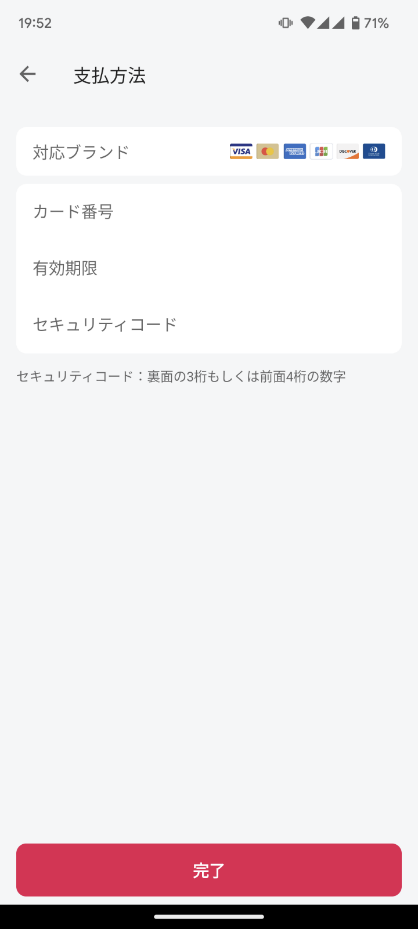 19:52
71%
支払方法
対応ブランド
VISA
カード番号
有効期限
セキュリティコード
セキュリティコード：裏面の3桁もしくは前面4桁の数字
完了